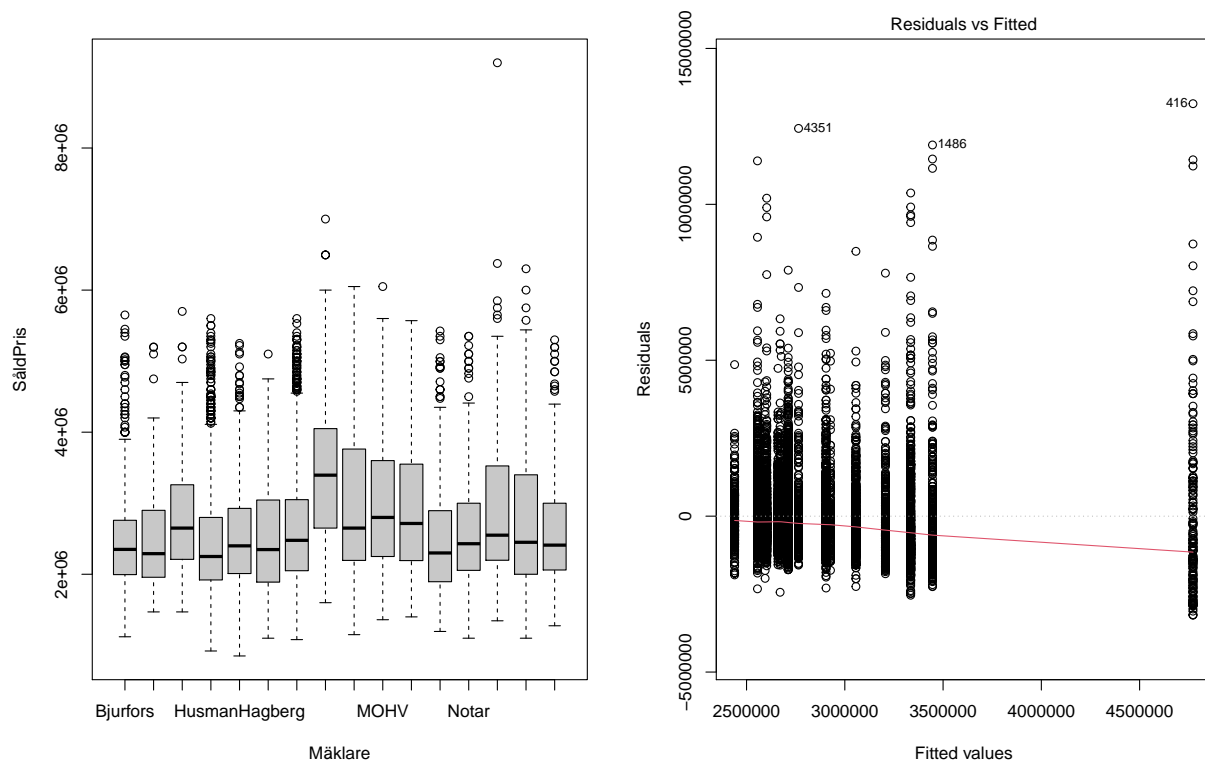 SåldPris
2e+06
4e+06
6e+06
8e+06
Bjurfors HusmanHagberg MOHV Notar
Mäklare
Residuals vs Fitted
Residuals
−5000000
0
5000000
10000000
15000000
4351
1486
416
2500000 3000000 3500000 4000000 4500000
Fitted values